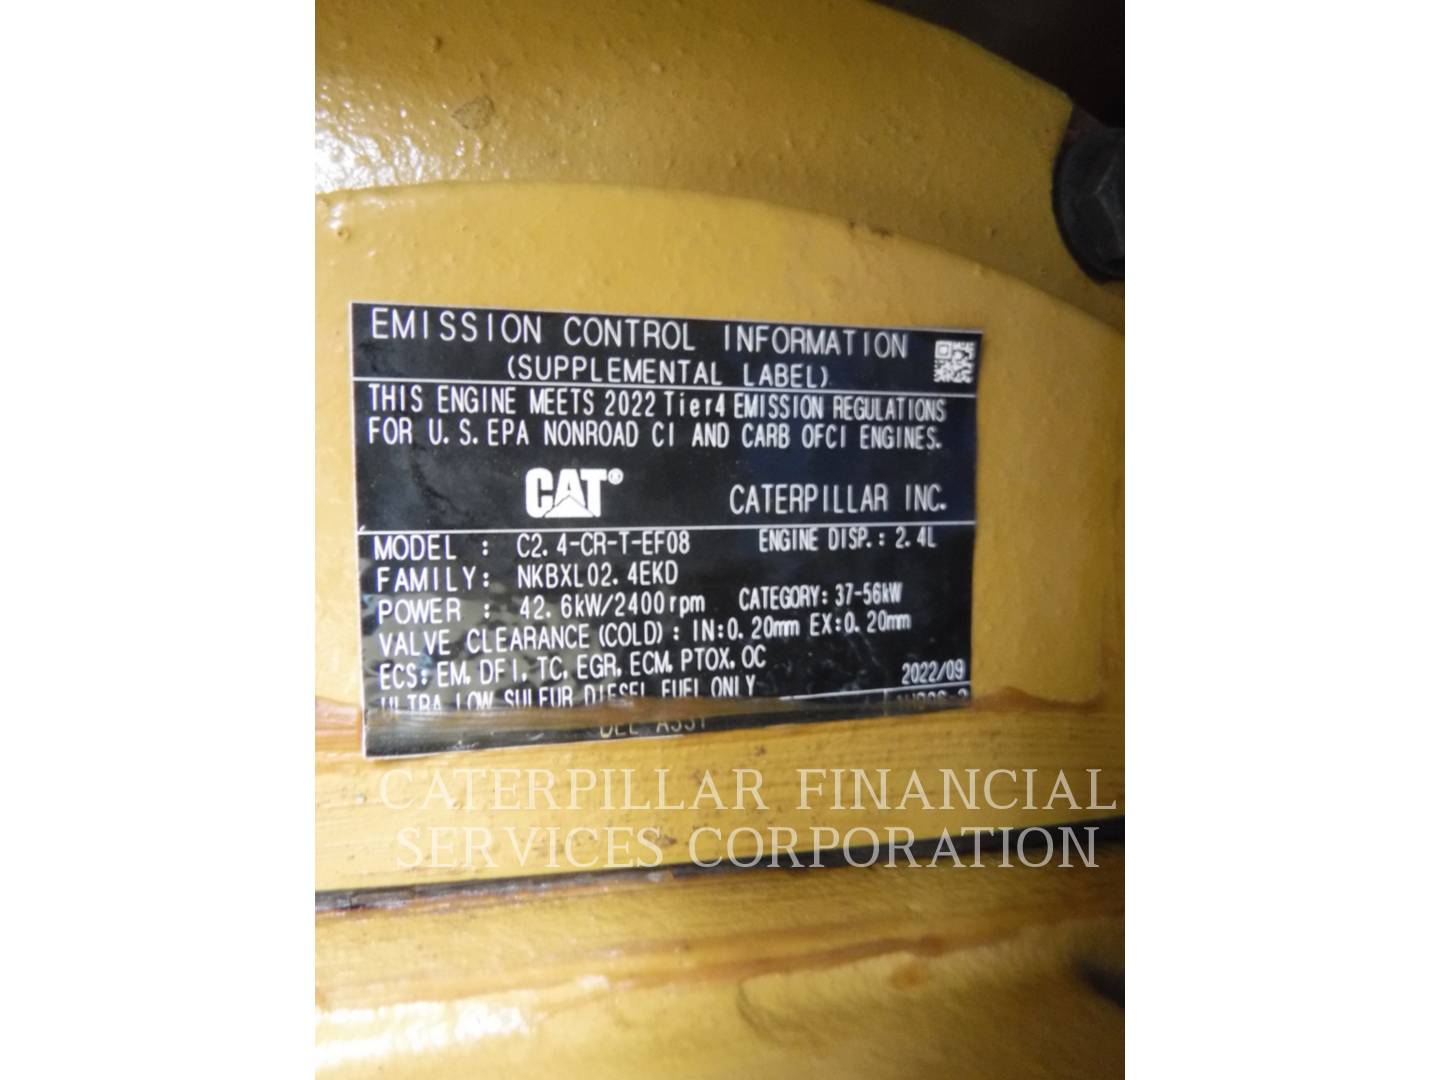 EMISSION CONTROL INFORMATION
(SUPPLEMENTAL LABEL)
THIS ENGINE MEETS 2022 Tier4 EMISSION REGULATIONS
FOR U.S.EPA NONROAD CI AND CARB OFCI ENGINES.
CAT® CATERPILLAR INC.
MODEL : C2.4-CR-T-EF08 ENGINE DISP.: 2.4L
FAMILY: NKBXL02.4EKD
POWER : 42.6kW/2400rpm CATEGORY: 37-56kW
VALVE CLEARANCE (COLD) : IN:0.20mm EX:0.20mm
ECS: EM, DFI, TC, EGR, ECM, PTOX, OC 2022/09
ULTRA LOW SULFUR DIESEL FUEL ONLY
CATERPILLAR FINANCIAL
SERVICES CORPORATION